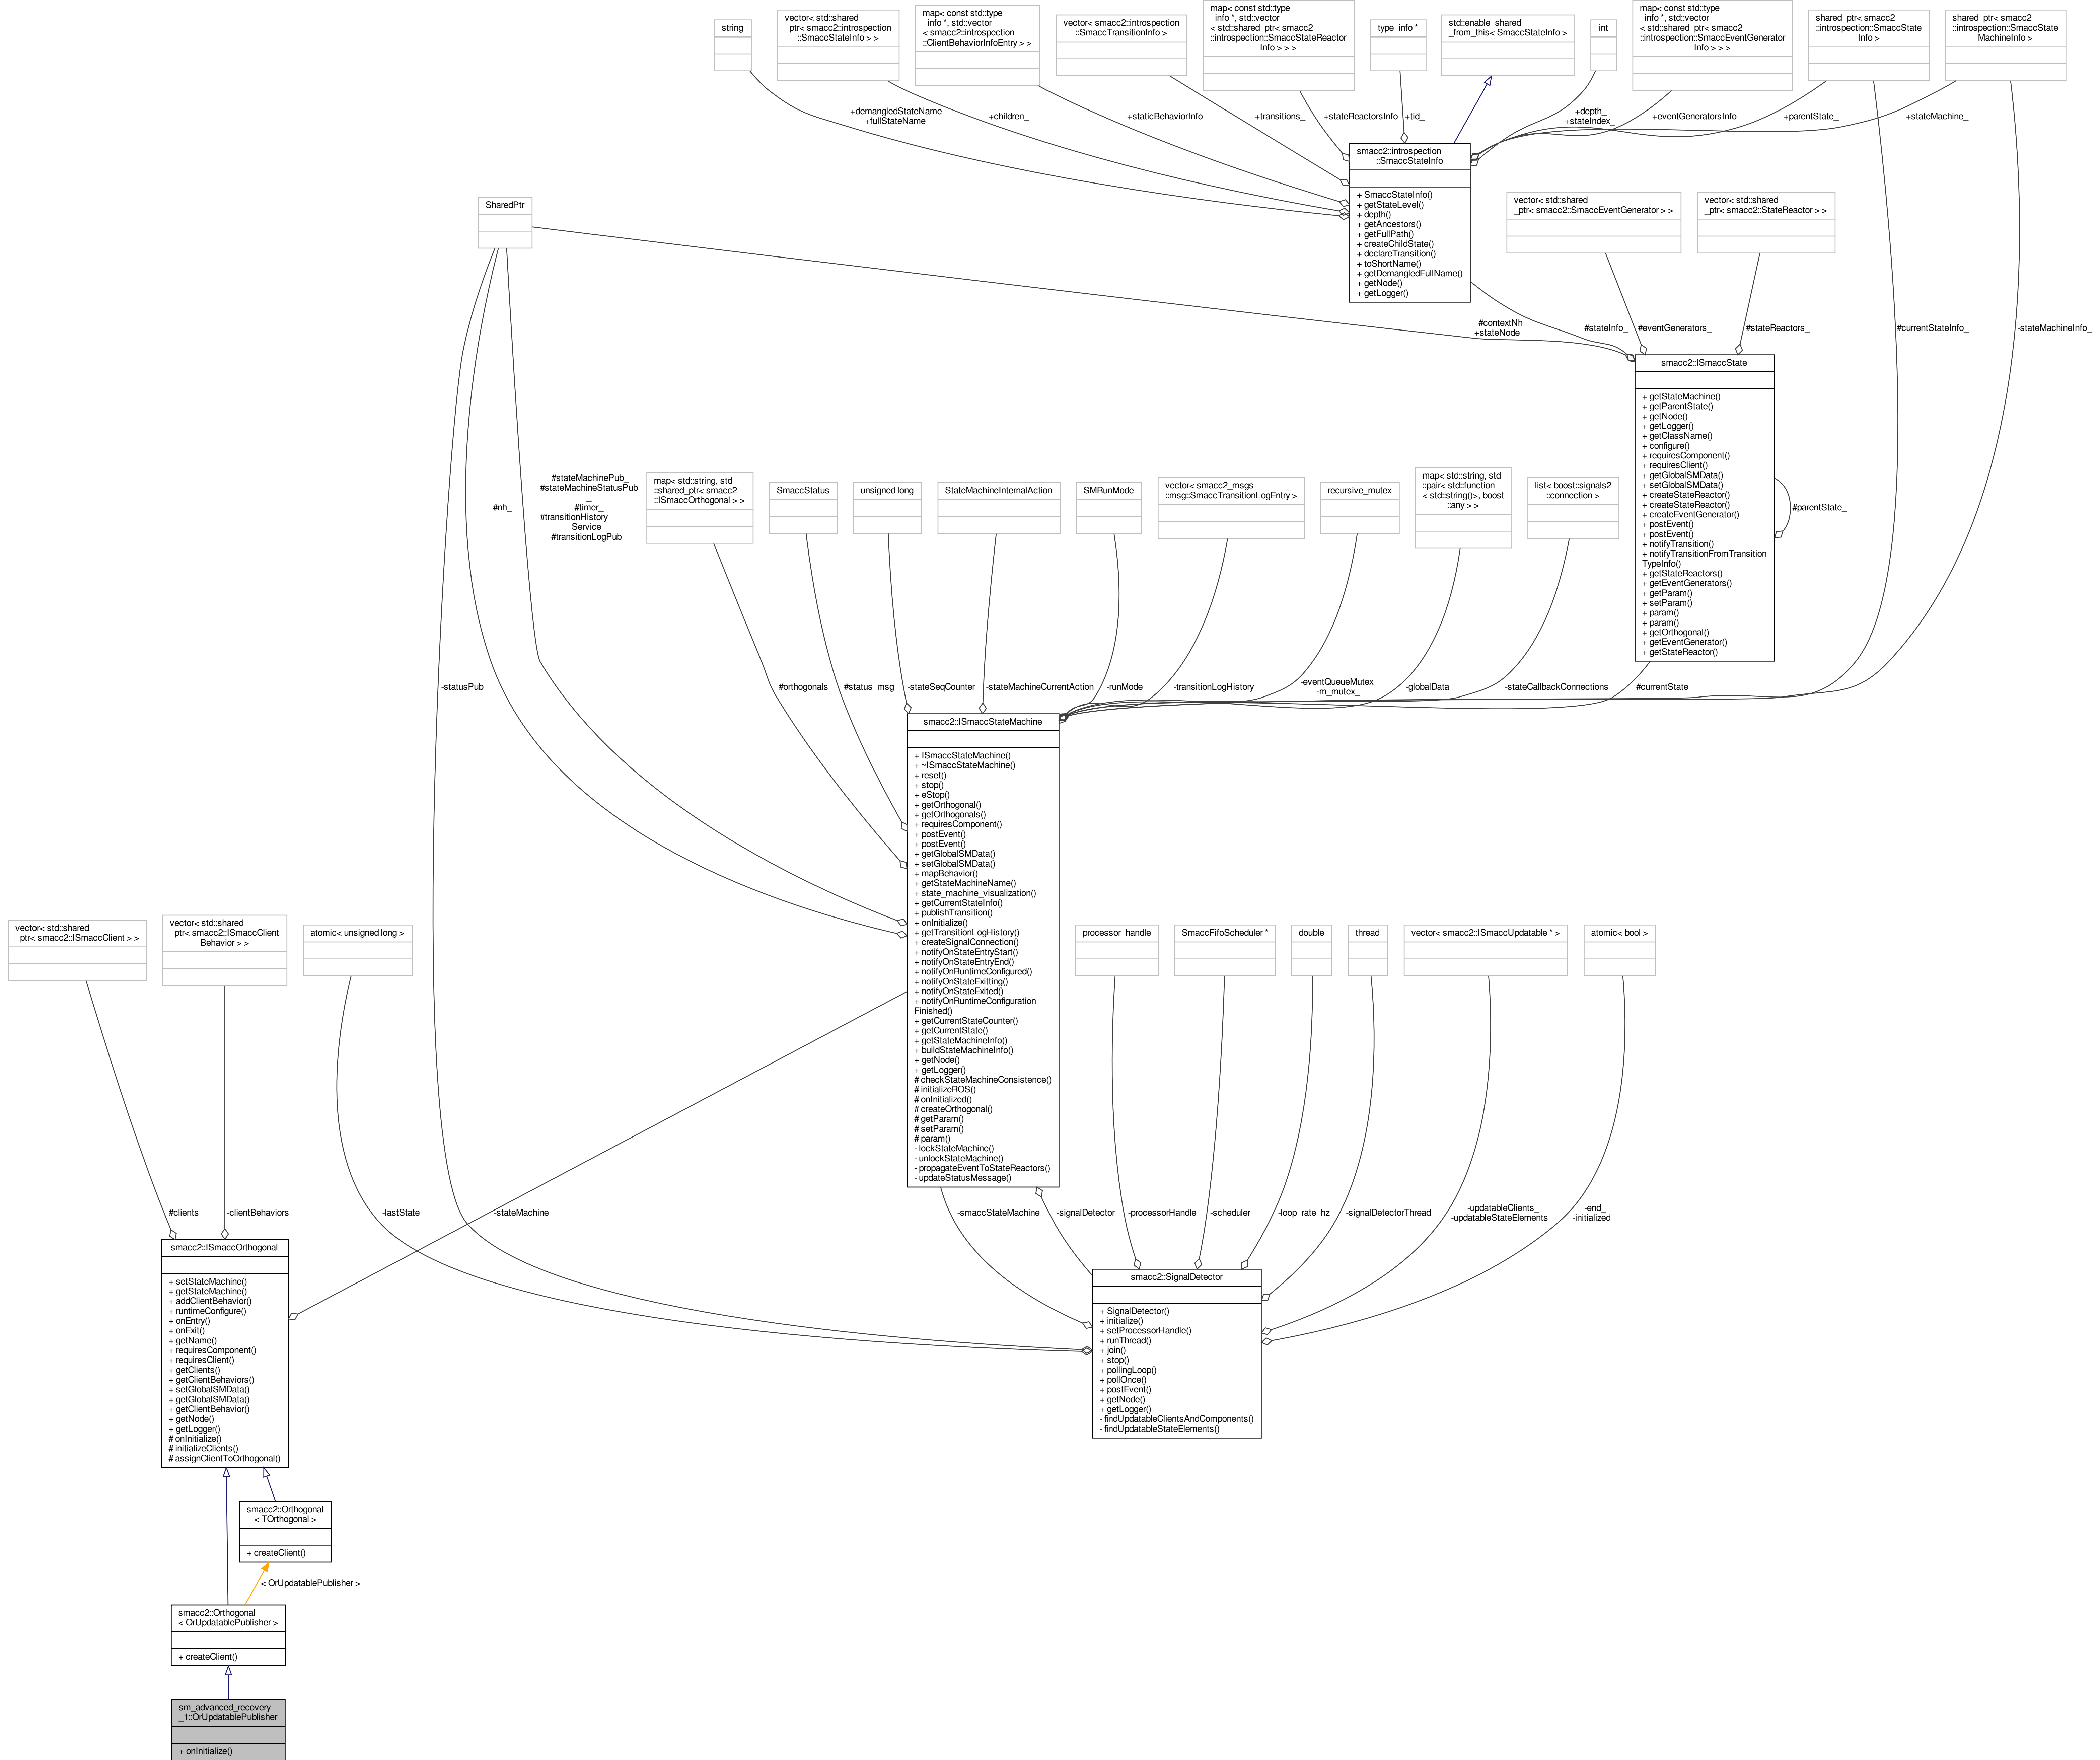 string
vector< std::shared
_ptr< smacc2::introspection
::SmaccStateInfo > >
map< const std::type
_info *, std::vector
< smacc2::introspection
::ClientBehaviorInfoEntry > >
vector< smacc2::introspection
::SmaccTransitionInfo >
map< const std::type
_info *, std::vector
< std::shared_ptr< smacc2
::introspection::SmaccStateReactor
Info > > >
type_info *
std::enable_shared
_from_this< SmaccStateInfo >
int
map< const std::type
_info *, std::vector
< std::shared_ptr< smacc2
::introspection::SmaccEventGenerator
Info > > >
shared_ptr< smacc2
::introspection::SmaccState
Info >
shared_ptr< smacc2
::introspection::SmaccState
MachineInfo >
+demangledStateName
+fullStateName
+children_
+staticBehaviorInfo
+transitions_
+stateReactorsInfo
+tid_
+depth_
+stateIndex_
+eventGeneratorsInfo
+parentState_
+stateMachine_
smacc2::introspection
::SmaccStateInfo
+ SmaccStateInfo()
+ getStateLevel()
+ depth()
+ getAncestors()
+ getFullPath()
+ createChildState()
+ declareTransition()
+ toShortName()
+ getDemangledFullName()
+ getNode()
+ getLogger()
SharedPtr
vector< std::shared
_ptr< smacc2::SmaccEventGenerator > >
vector< std::shared
_ptr< smacc2::StateReactor > >
#contextNh
+stateNode_
#stateInfo_
#eventGenerators_
#stateReactors_
#currentStateInfo_
-stateMachineInfo_
smacc2::ISmaccState
+ getStateMachine()
+ getParentState()
+ getNode()
+ getLogger()
+ getClassName()
+ configure()
+ requiresComponent()
+ requiresClient()
+ getGlobalSMData()
+ setGlobalSMData()
+ createStateReactor()
+ createStateReactor()
+ createEventGenerator()
+ postEvent()
+ postEvent()
+ notifyTransition()
+ notifyTransitionFromTransition
TypeInfo()
+ getStateReactors()
+ getEventGenerators()
+ getParam()
+ setParam()
+ param()
+ param()
+ getOrthogonal()
+ getEventGenerator()
+ getStateReactor()
#parentState_
#nh_
#stateMachinePub_
#stateMachineStatusPub
_
#timer_
#transitionHistory
Service_
#transitionLogPub_
map< std::string, std
::shared_ptr< smacc2
::ISmaccOrthogonal > >
SmaccStatus
unsigned long
StateMachineInternalAction
SMRunMode
vector< smacc2_msgs
::msg::SmaccTransitionLogEntry >
recursive_mutex
map< std::string, std
::pair< std::function
< std::string()>, boost
::any > >
list< boost::signals2
::connection >
-statusPub_
#orthogonals_
#status_msg_
-stateSeqCounter_
-stateMachineCurrentAction
-runMode_
-transitionLogHistory_
-eventQueueMutex_
-m_mutex_
-globalData_
-stateCallbackConnections
#currentState_
smacc2::ISmaccStateMachine
+ ISmaccStateMachine()
+ ~ISmaccStateMachine()
+ reset()
+ stop()
+ eStop()
+ getOrthogonal()
+ getOrthogonals()
+ requiresComponent()
+ postEvent()
+ postEvent()
+ getGlobalSMData()
+ setGlobalSMData()
+ mapBehavior()
+ getStateMachineName()
+ state_machine_visualization()
+ getCurrentStateInfo()
+ publishTransition()
+ onInitialize()
+ getTransitionLogHistory()
+ createSignalConnection()
+ notifyOnStateEntryStart()
+ notifyOnStateEntryEnd()
+ notifyOnRuntimeConfigured()
+ notifyOnStateExitting()
+ notifyOnStateExited()
+ notifyOnRuntimeConfiguration
Finished()
+ getCurrentStateCounter()
+ getCurrentState()
+ getStateMachineInfo()
+ buildStateMachineInfo()
+ getNode()
+ getLogger()
# checkStateMachineConsistence()
# initializeROS()
# onInitialized()
# createOrthogonal()
# getParam()
# setParam()
# param()
- lockStateMachine()
- unlockStateMachine()
- propagateEventToStateReactors()
- updateStatusMessage()
vector< std::shared
_ptr< smacc2::ISmaccClient > >
vector< std::shared
_ptr< smacc2::ISmaccClient
Behavior > >
atomic< unsigned long >
processor_handle
SmaccFifoScheduler *
double
thread
vector< smacc2::ISmaccUpdatable * >
atomic< bool >
#clients_
-clientBehaviors_
-lastState_
-stateMachine_
-smaccStateMachine_
-signalDetector_
-processorHandle_
-scheduler_
-loop_rate_hz
-signalDetectorThread_
-updatableClients_
-updatableStateElements_
-end_
-initialized_
smacc2::ISmaccOrthogonal
+ setStateMachine()
+ getStateMachine()
+ addClientBehavior()
+ runtimeConfigure()
+ onEntry()
+ onExit()
+ getName()
+ requiresComponent()
+ requiresClient()
+ getClients()
+ getClientBehaviors()
+ setGlobalSMData()
+ getGlobalSMData()
+ getClientBehavior()
+ getNode()
+ getLogger()
# onInitialize()
# initializeClients()
# assignClientToOrthogonal()
smacc2::SignalDetector
+ SignalDetector()
+ initialize()
+ setProcessorHandle()
+ runThread()
+ join()
+ stop()
+ pollingLoop()
+ pollOnce()
+ postEvent()
+ getNode()
+ getLogger()
- findUpdatableClientsAndComponents()
- findUpdatableStateElements()
smacc2::Orthogonal
< TOrthogonal >
+ createClient()
< OrUpdatablePublisher >
smacc2::Orthogonal
< OrUpdatablePublisher >
+ createClient()
sm_advanced_recovery
_1::OrUpdatablePublisher
+ onInitialize()